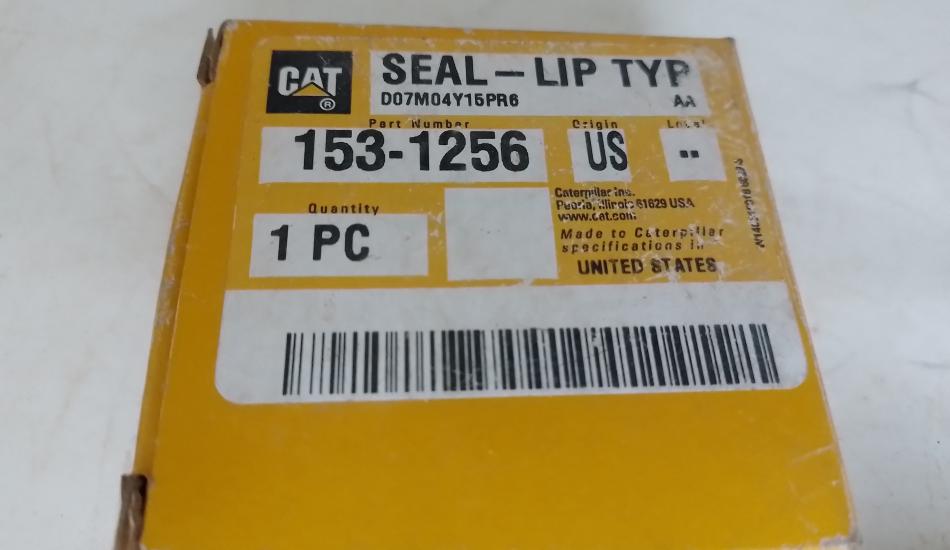 CAT
®
SEAL-LIP TYP
D07M04Y15PR6 AA
Part Number Origin Local
153-1256 US --
Caterpillar Inc.
Peoria, Illinois 61629 USA
www.cat.com
Quantity
1 PC
Made to Caterpillar
specifications in
UNITED STATES